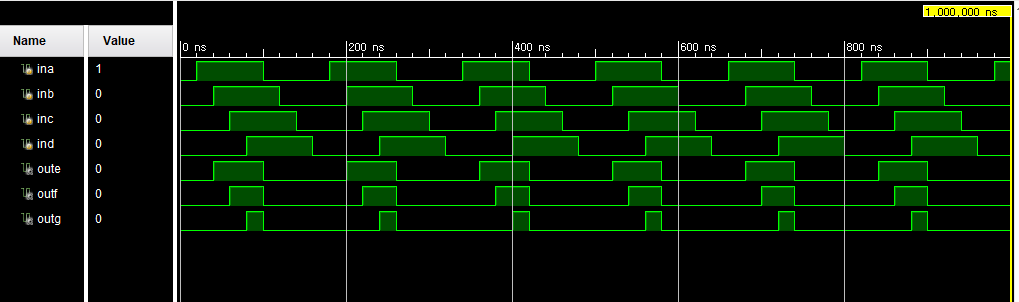 1,000,000 ns
Name Value
0 ns 200 ns 400 ns 600 ns 800 ns
ina 1
inb 0
inc 0
ind 0
oute 0
outf 0
outg 0